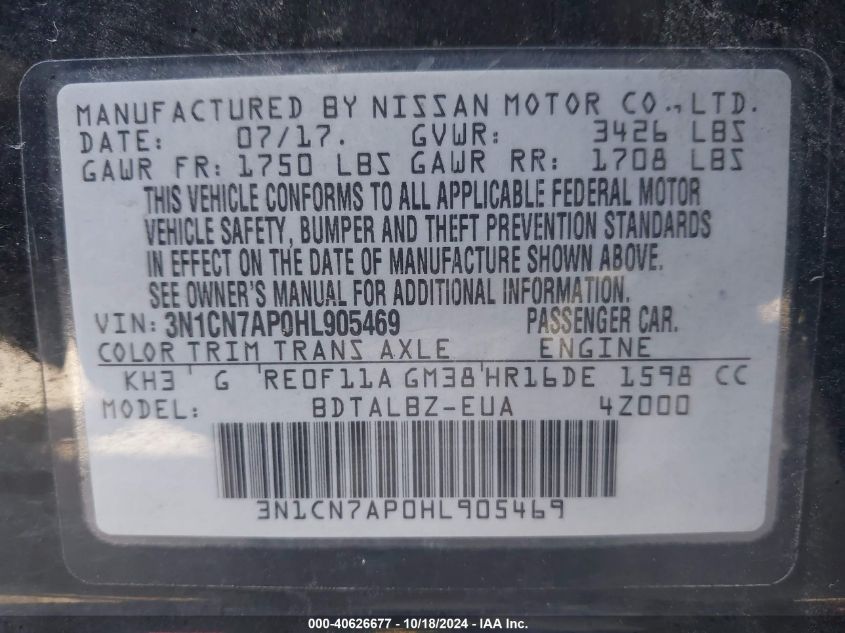 MANUFACTURED BY NISSAN MOTOR CO., LTD.
DATE: 07/17. GVWR: 3426 LBS
GAWR FR: 1750 LBS GAWR RR: 1708 LBS
THIS VEHICLE CONFORMS TO ALL APPLICABLE FEDERAL MOTOR
VEHICLE SAFETY, BUMPER AND THEFT PREVENTION STANDARDS
IN EFFECT ON THE DATE OF MANUFACTURE SHOWN ABOVE.
SEE OWNER'S MANUAL FOR ADDITIONAL INFORMATION.
VIN: 3N1CN7AP0HL905469 PASSENGER CAR.
COLOR TRIM TRANS AXLE ENGINE
KH3 G RE0F11A GM38 HR16DE 1598 CC
MODEL: BDTALBZ-EUA 4Z000
3N1CN7AP0HL905469
000-40626677 - 10/18/2024 - IAA Inc.